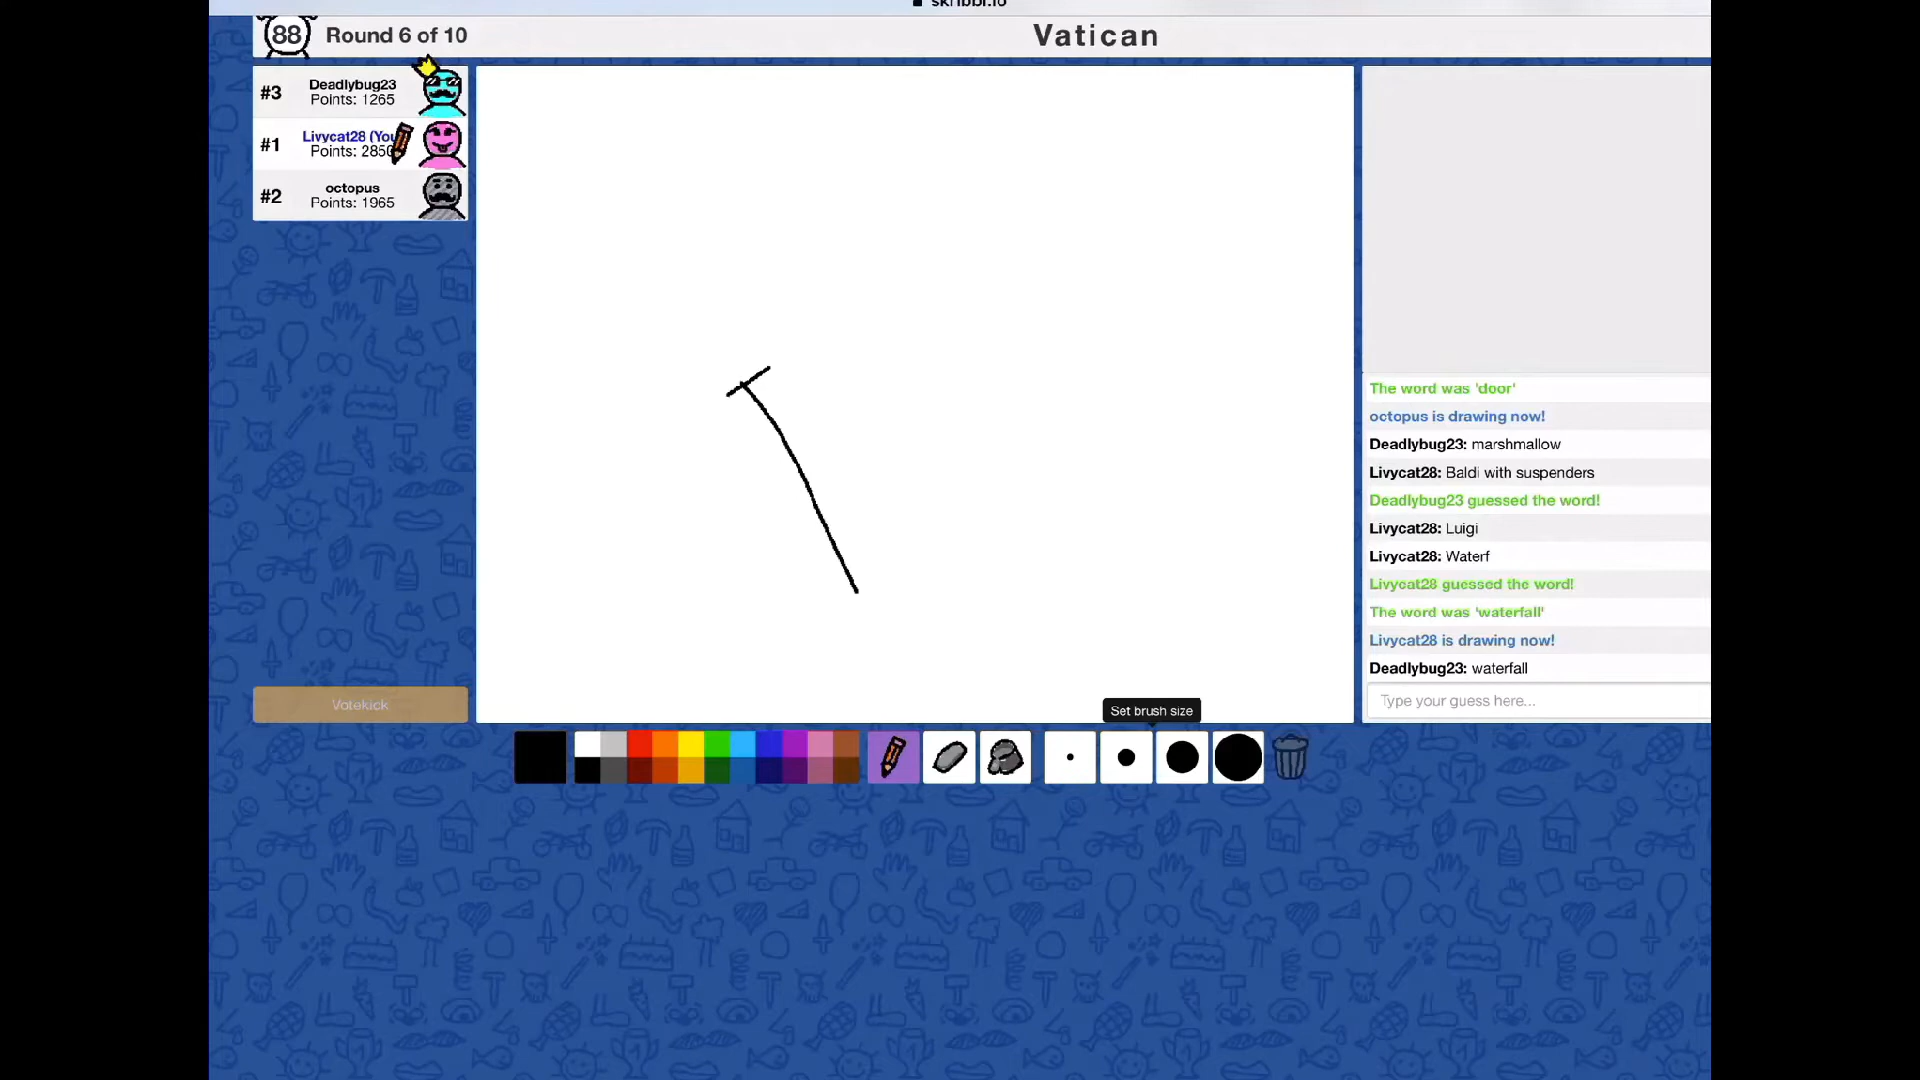 skribbl.io
88 Round 6 of 10 Vatican
#3 Deadlybug23
Points: 1265
#1 Livycat28 (You
Points: 2850
#2 octopus
Points: 1965
Votekick
The word was 'door'
octopus is drawing now!
Deadlybug23: marshmallow
Livycat28: Baldi with suspenders
Deadlybug23 guessed the word!
Livycat28: Luigi
Livycat28: Waterf
Livycat28 guessed the word!
The word was 'waterfall'
Livycat28 is drawing now!
Deadlybug23: waterfall
Type your guess here...
Set brush size